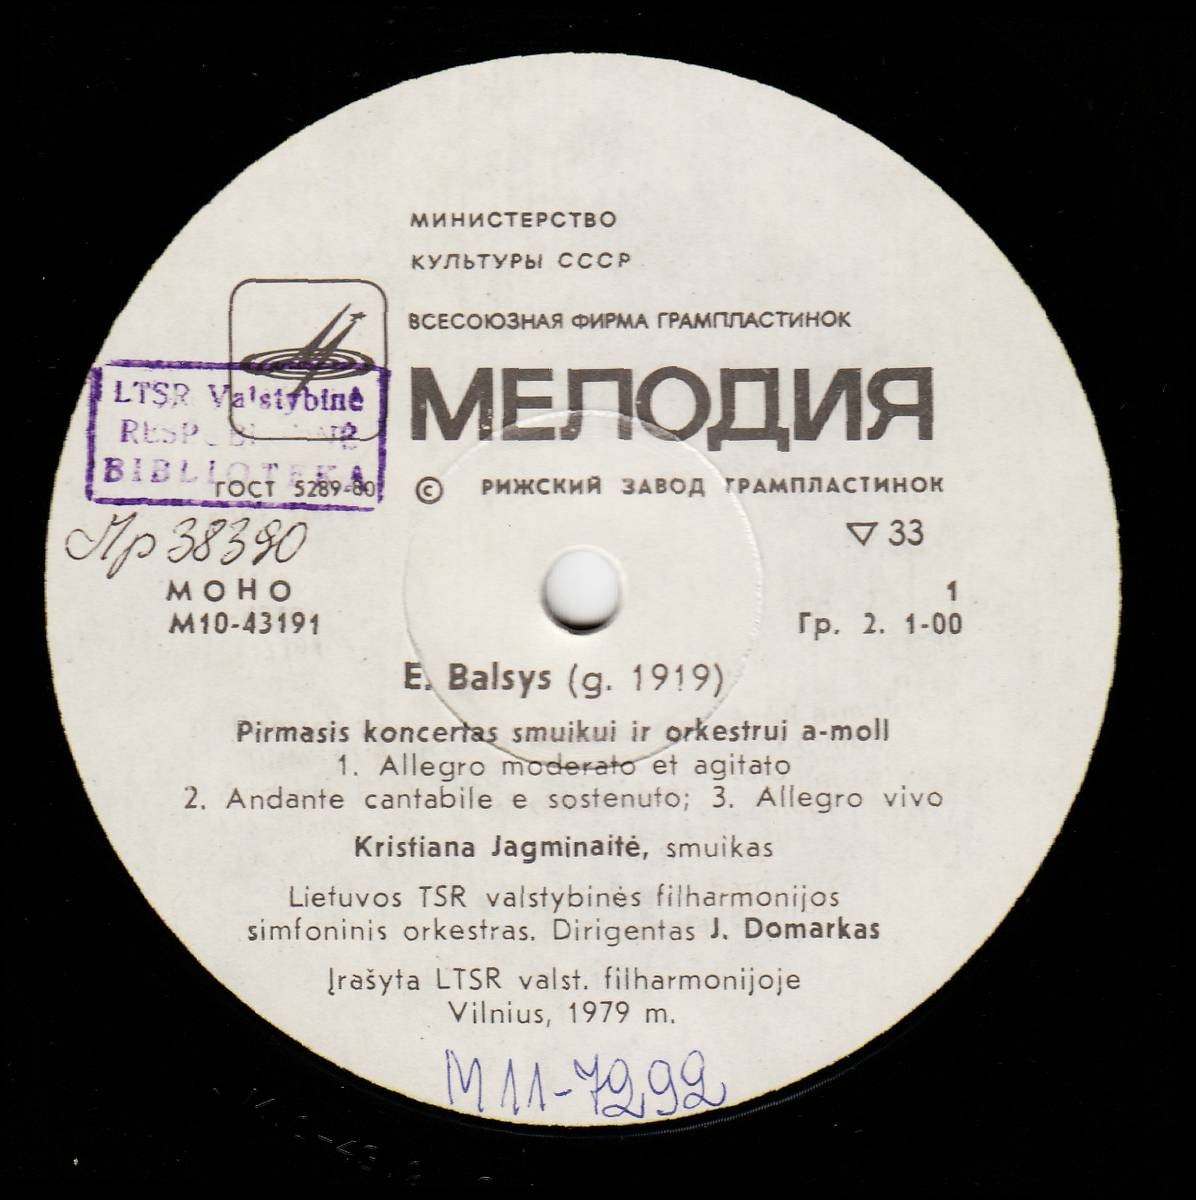 МИНИСТЕРСТВО
КУЛЬТУРЫ СССР
ВСЕСОЮЗНАЯ ФИРМА ГРАМПЛАСТИНОК
МЕЛОДИЯ
LTSR Valstybinė
BIBLIOTEKA
ГОСТ 5289-80
© РИЖСКИЙ ЗАВОД ГРАМПЛАСТИНОК
▽ 33
Мр 38390
МОНО
М10-43191
1
Гр. 2. 1-00
E. Balsys (g. 1919)
Pirmasis koncertas smuikui ir orkestrui a-moll
1. Allegro moderato et agitato
2. Andante cantabile e sostenuto; 3. Allegro vivo
Kristiana Jagminaitė, smuikas
Lietuvos TSR valstybinės filharmonijos
simfoninis orkestras. Dirigentas J. Domarkas
Įrašyta LTSR valst. filharmonijoje
Vilnius, 1979 m.
M 11-7292